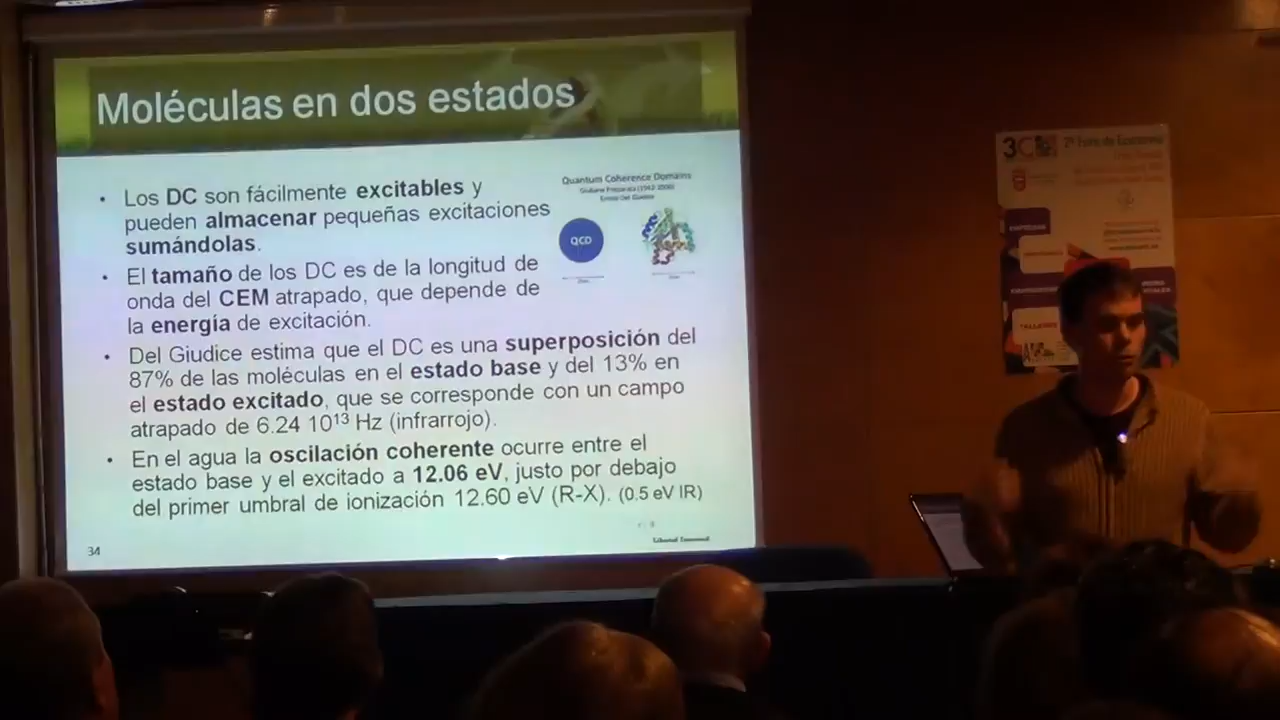 Moléculas en dos estados
• Los DC son fácilmente excitables y
pueden almacenar pequeñas excitaciones
sumándolas.
• El tamaño de los DC es de la longitud de
onda del CEM atrapado, que depende de
la energía de excitación.
• Del Giudice estima que el DC es una superposición del
87% de las moléculas en el estado base y del 13% en
el estado excitado, que se corresponde con un campo
atrapado de 6.24 10¹³ Hz (infrarrojo).
• En el agua la oscilación coherente ocurre entre el
estado base y el excitado a 12.06 eV, justo por debajo
del primer umbral de ionización 12.60 eV (R-X). (0.5 eV IR)
Quantum Coherence Domains
QCD
34
3C